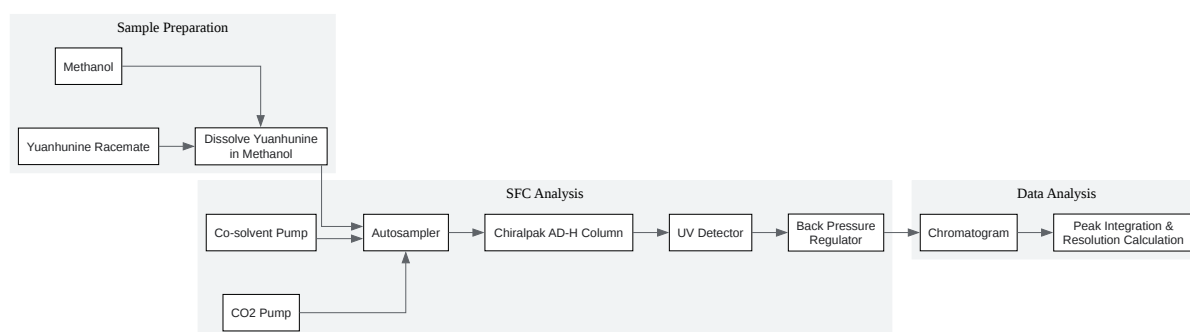 Sample Preparation
Methanol
Yuanhunine Racemate
Dissolve Yuanhunine
in Methanol
SFC Analysis
Co-solvent Pump
Autosampler
Chiralpak AD-H Column
UV Detector
Back Pressure
Regulator
CO2 Pump
Data Analysis
Chromatogram
Peak Integration &
Resolution Calculation